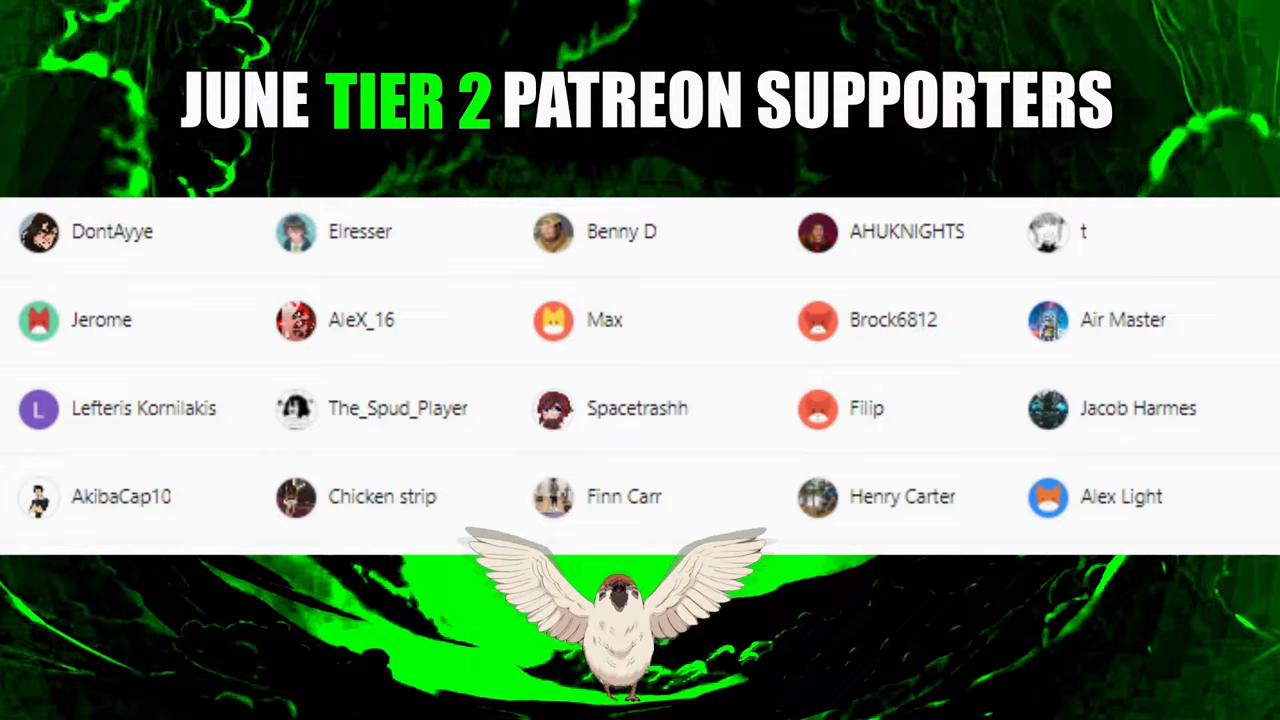 JUNE TIER 2 PATREON SUPPORTERS
DontAyye Elresser Benny D AHUKNIGHTS t
Jerome AleX_16 Max Brock6812 Air Master
L Lefteris Kornilakis The_Spud_Player Spacetrashh Filip Jacob Harmes
AkibaCap10 Chicken strip Finn Carr Henry Carter Alex Light